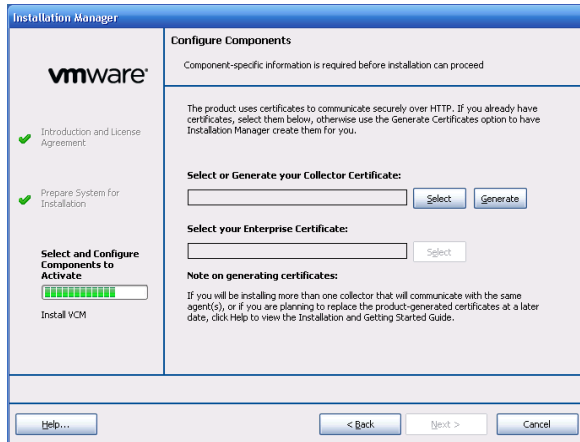 Installation Manager
vmware®
Introduction and License
Agreement
Prepare System for
Installation
Select and Configure
Components to
Activate
Install VCM
Configure Components
Component-specific information is required before installation can proceed
The product uses certificates to communicate securely over HTTP. If you already have
certificates, select them below, otherwise use the Generate Certificates option to have
Installation Manager create them for you.
Select or Generate your Collector Certificate:
Select Generate
Select your Enterprise Certificate:
Select
Note on generating certificates:
If you will be installing more than one collector that will communicate with the same
agent(s), or if you are planning to replace the product-generated certificates at a later
date, click Help to view the Installation and Getting Started Guide.
Help... < Back Next > Cancel